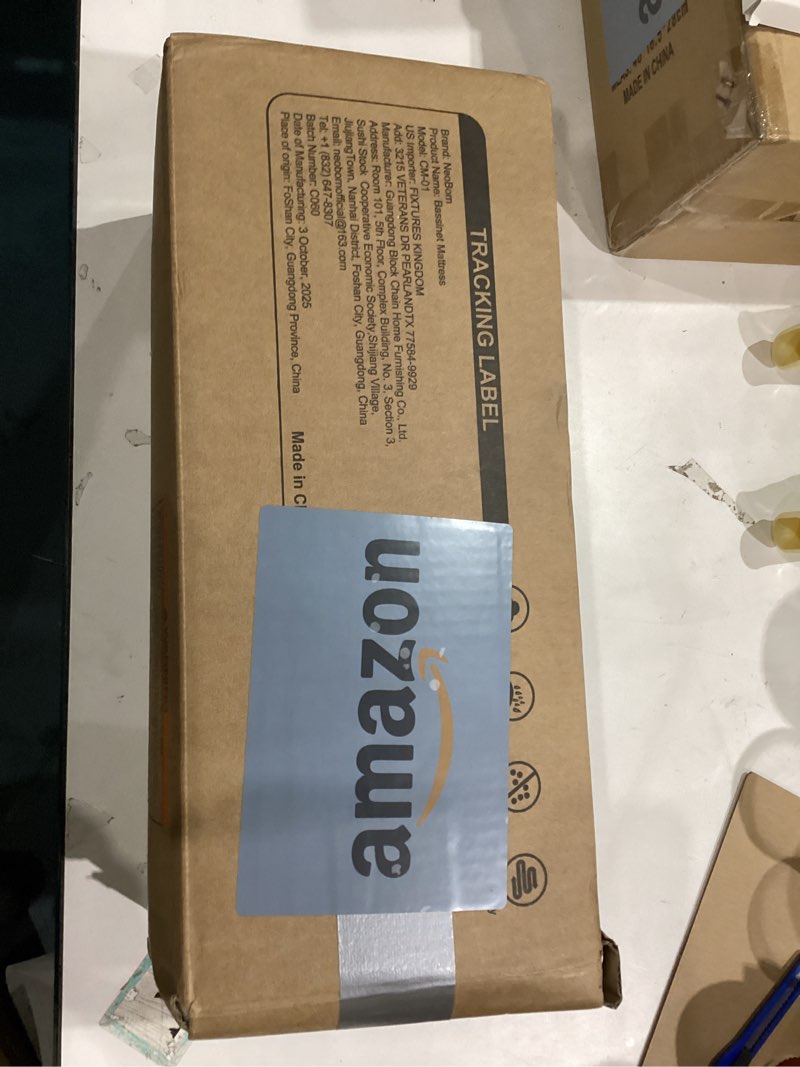 TRACKING LABEL
Brand: NeoBorn
Product Name: Bassinet Mattress
Model: CM-01
US Importer: FIXTURES KINGDOM
Add: 3215 VETERANS DR PEARLANDTX 77584-9929
Manufacturer: Guangdong Block Chain Home Furnishing Co., Ltd.
Address: Room 101, 5th Floor, Complex Building, No. 3, Section 3,
Sushi Stock Cooperative Economic Society,Shijiang Village,
JiujiangTown, Nanhai District, Foshan City, Guangdong, China
Email: neobornofficial@163.com
Tel: +1 (832) 647-8307
Batch Number: C060
Date of Manufacturing: 3 October, 2025
Place of origin: FoShan City, Guangdong Province, China
Made in C
amazon
MADE IN CHINA